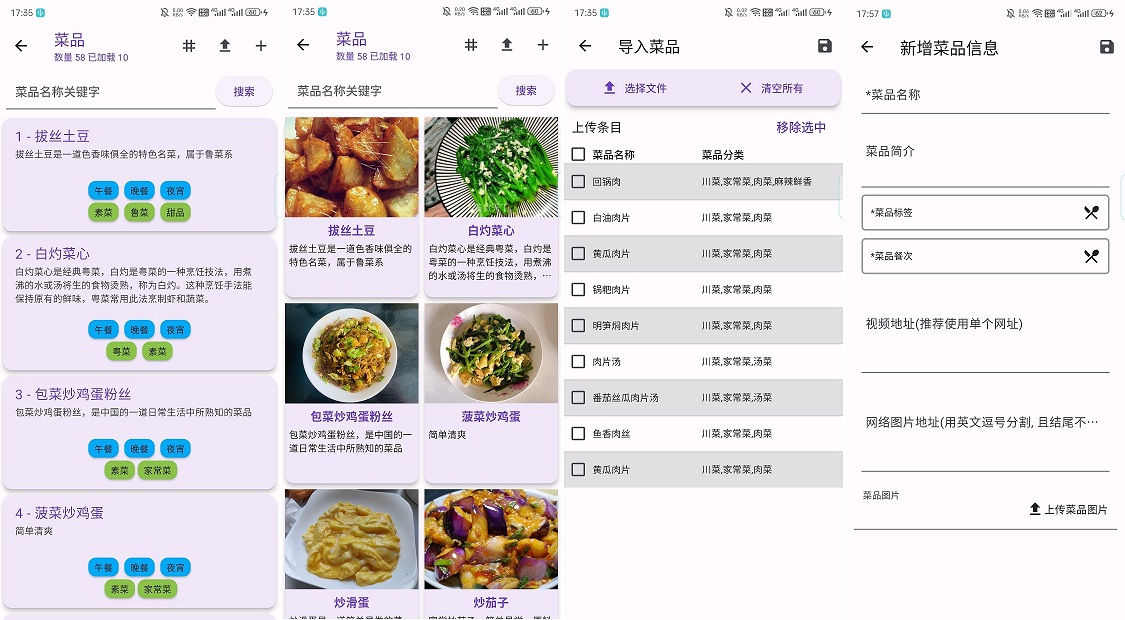 17:35
菜品
数量 58 已加载 10
菜品名称关键字
搜索
1 - 拔丝土豆
拔丝土豆是一道色香味俱全的特色名菜，属于鲁菜系
午餐 晚餐 夜宵
素菜 鲁菜 甜品
2 - 白灼菜心
白灼菜心是经典粤菜，白灼是粤菜的一种烹饪技法，用煮
沸的水或汤将生的食物烫熟，称为白灼。这种烹饪手法能
保持原有的鲜味，粤菜常用此法烹制虾和蔬菜。
午餐 晚餐 夜宵
粤菜 素菜
3 - 包菜炒鸡蛋粉丝
包菜炒鸡蛋粉丝，是中国的一道日常生活中所熟知的菜品
午餐 晚餐 夜宵
素菜 家常菜
4 - 菠菜炒鸡蛋
简单清爽
午餐 晚餐 夜宵
素菜 家常菜
17:35
菜品
数量 58 已加载 10
菜品名称关键字
搜索
拔丝土豆
拔丝土豆是一道色香味俱全的
特色名菜，属于鲁菜系
白灼菜心
白灼菜心是经典粤菜，白灼是
粤菜的一种烹饪技法，用煮沸
的水或汤将生的食物烫熟，…
包菜炒鸡蛋粉丝
包菜炒鸡蛋粉丝，是中国的一
道日常生活中所熟知的菜品
菠菜炒鸡蛋
简单清爽
炒滑蛋
炒茄子
17:35
导入菜品
选择文件
清空所有
上传条目
移除选中
菜品名称 菜品分类
回锅肉 川菜,家常菜,肉菜,麻辣鲜香
白油肉片 川菜,家常菜,肉菜
黄瓜肉片 川菜,家常菜,肉菜
锅粑肉片 川菜,家常菜,肉菜
明笋焖肉片 川菜,家常菜,肉菜
肉片汤 川菜,家常菜,汤菜
番茄丝瓜肉片汤 川菜,家常菜,汤菜
鱼香肉丝 川菜,家常菜,肉菜
黄瓜肉片 川菜,家常菜,肉菜
17:57
新增菜品信息
*菜品名称
菜品简介
*菜品标签
*菜品餐次
视频地址(推荐使用单个网址)
网络图片地址(用英文逗号分割, 且结尾不…
菜品图片
上传菜品图片